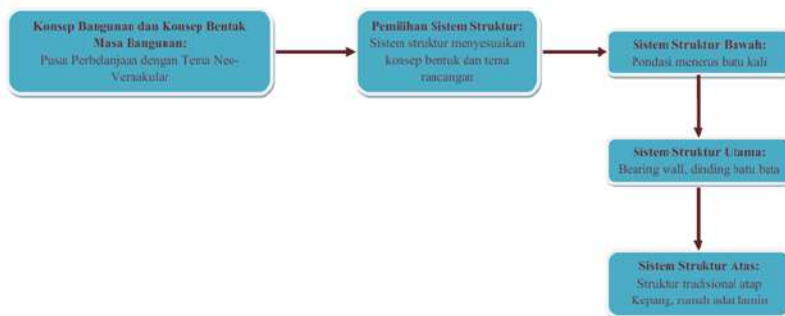 Konsep Bangunan dan Konsep Bentuk
Masa Bangunan:
Pusat Perbelanjaan dengan Tema Neo-
Vernakular
Pemilihan Sistem Struktur:
Sistem struktur menyesuaikan
konsep bentuk dan tema
rancangan
Sistem Struktur Bawah:
Pondasi menerus batu kali
Sistem Struktur Utama:
Bearing wall, dinding batu bata
Sistem Struktur Atas:
Struktur tradisional atap
Kepang, rumah adat lamin